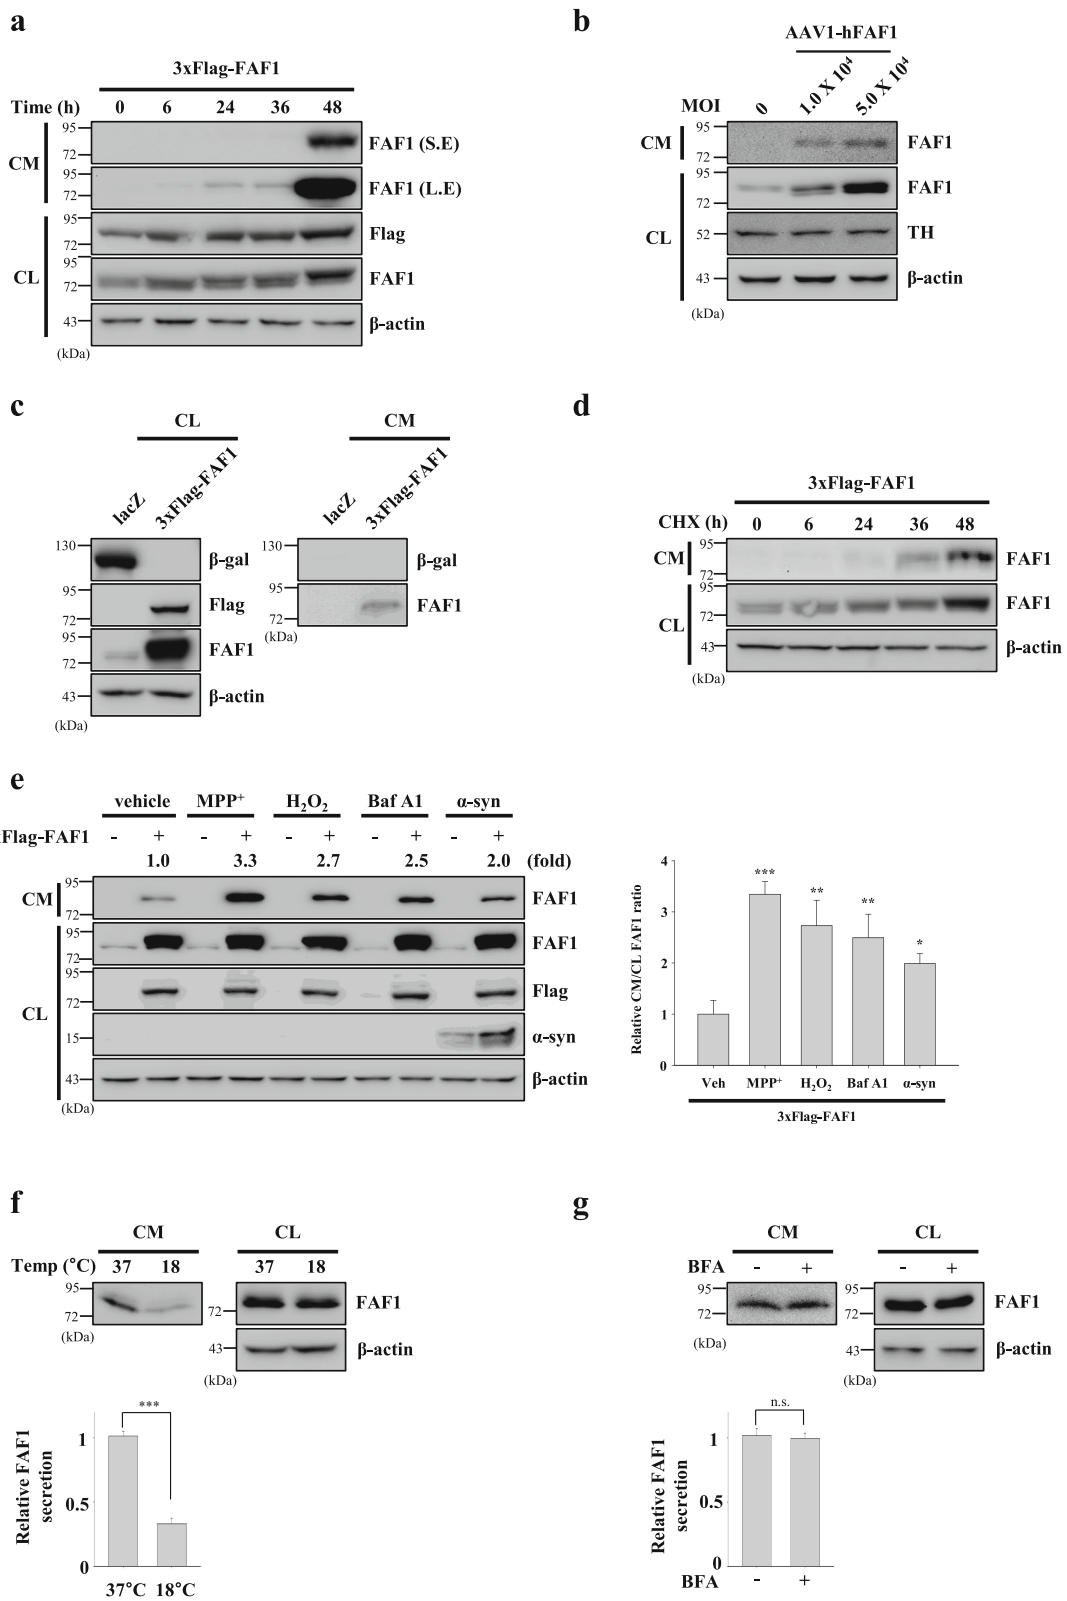 a
3xFlag-FAF1
Time (h) 0 6 24 36 48
CM
95
72
FAF1 (S.E)
95
72
FAF1 (L.E)
CL
95
72
Flag
95
72
FAF1
43
β-actin
(kDa)
b
AAV1-hFAF1
MOI 0 1.0 X 10⁴ 5.0 X 10⁴
CM
95
72
FAF1
CL
95
72
FAF1
52
TH
43
β-actin
(kDa)
c
CL
lacZ 3xFlag-FAF1
130
β-gal
95
72
Flag
95
72
FAF1
43
β-actin
(kDa)
CM
lacZ 3xFlag-FAF1
130
β-gal
95
72
FAF1
(kDa)
d
3xFlag-FAF1
CHX (h) 0 6 24 36 48
CM
95
72
FAF1
CL
95
72
FAF1
43
β-actin
(kDa)
e
vehicle MPP⁺ H₂O₂ Baf A1 α-syn
xFlag-FAF1 - + - + - + - + - +
1.0 3.3 2.7 2.5 2.0 (fold)
CM
95
72
FAF1
CL
95
72
FAF1
95
72
Flag
15
α-syn
43
β-actin
(kDa)
Relative CM/CL FAF1 ratio
4
3
2
1
0
*** ** ** *
Veh MPP⁺ H₂O₂ Baf A1 α-syn
3xFlag-FAF1
f
CM CL
Temp (°C) 37 18 37 18
95
72
(kDa)
72
FAF1
43
β-actin
(kDa)
Relative FAF1
secretion
***
1
0.5
0
37°C 18°C
g
CM CL
BFA - + - +
95
72
(kDa)
95
72
FAF1
43
β-actin
(kDa)
Relative FAF1
secretion
n.s.
1
0.5
0
BFA - +